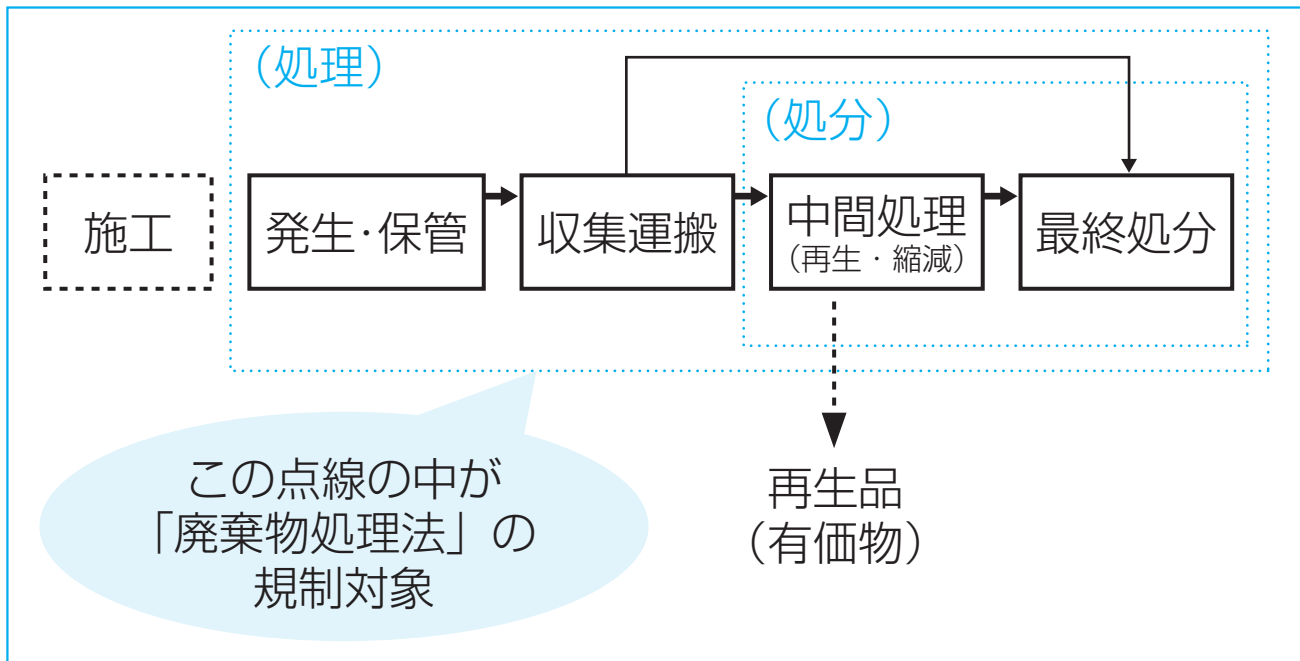 (処理)
(処分)
施工
発生・保管
収集運搬
中間処理
(再生・縮減)
最終処分
この点線の中が
「廃棄物処理法」の
規制対象
再生品
(有価物)